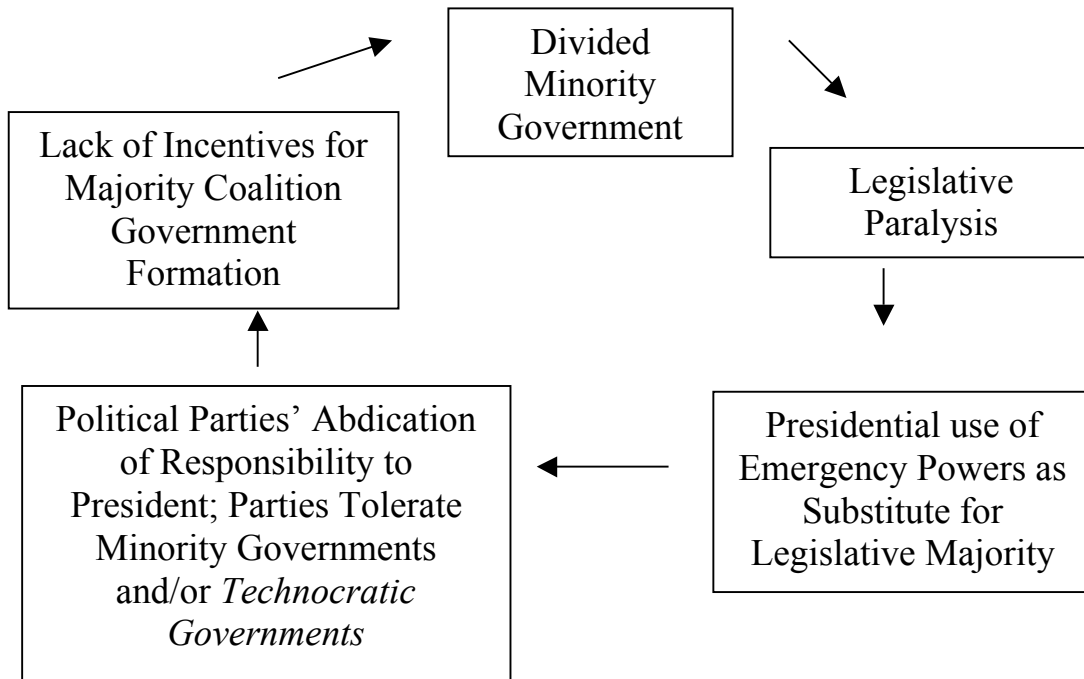 Divided
Minority
Government
Legislative
Paralysis
Presidential use of
Emergency Powers as
Substitute for
Legislative Majority
Political Parties’ Abdication
of Responsibility to
President; Parties Tolerate
Minority Governments
and/or Technocratic
Governments
Lack of Incentives for
Majority Coalition
Government
Formation